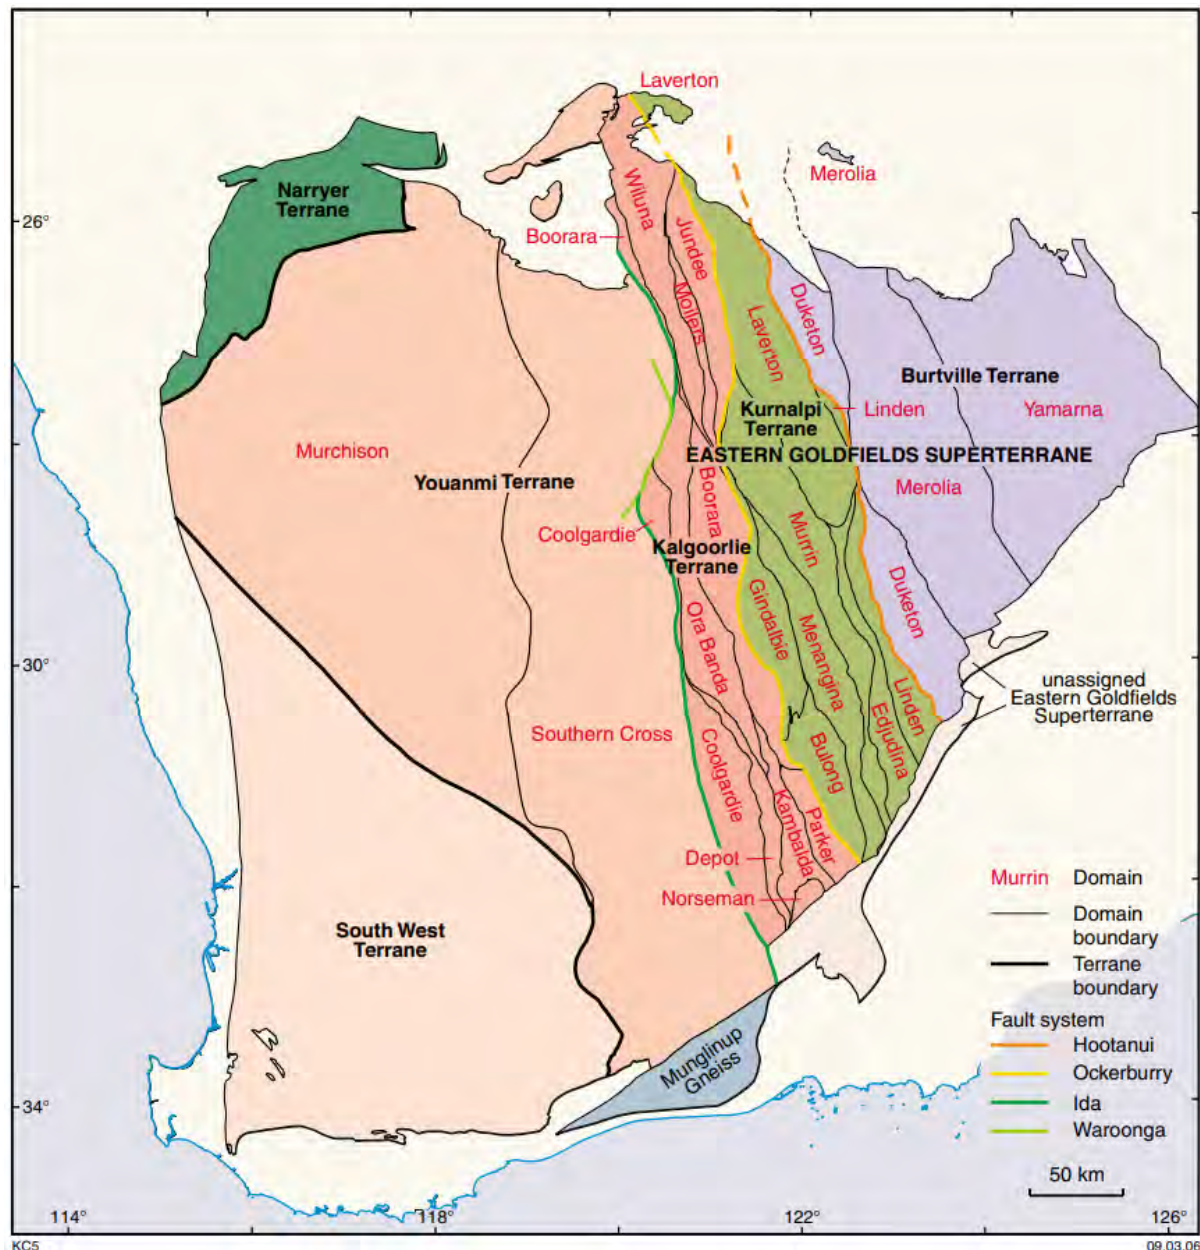 Laverton
Merolia
Narryer
Terrane
26°
Wiluna
Boorara
Jundee
Moilers
Duketon
Laverton
Burtville Terrane
Kurnalpi
Terrane
Linden
Yamarna
Murchison
EASTERN GOLDFIELDS SUPERTERRANE
Youanmi Terrane
Merolia
Boorara
Coolgardie
Murrin
Kalgoorlie
Terrane
Gindalbie
Duketon
Ora Banda
Menangina
30°
unassigned
Eastern Goldfields
Superterrane
Linden
Edjudina
Southern Cross
Coolgardie
Bulong
Kambalda
Parker
Depot
Norseman
South West
Terrane
Munglinup
Gneiss
Murrin Domain
Domain
boundary
Terrane
boundary
Fault system
Hootanui
Ockerburry
Ida
Waroonga
34°
50 km
114° 118° 122° 126°
KC5 09.03.06